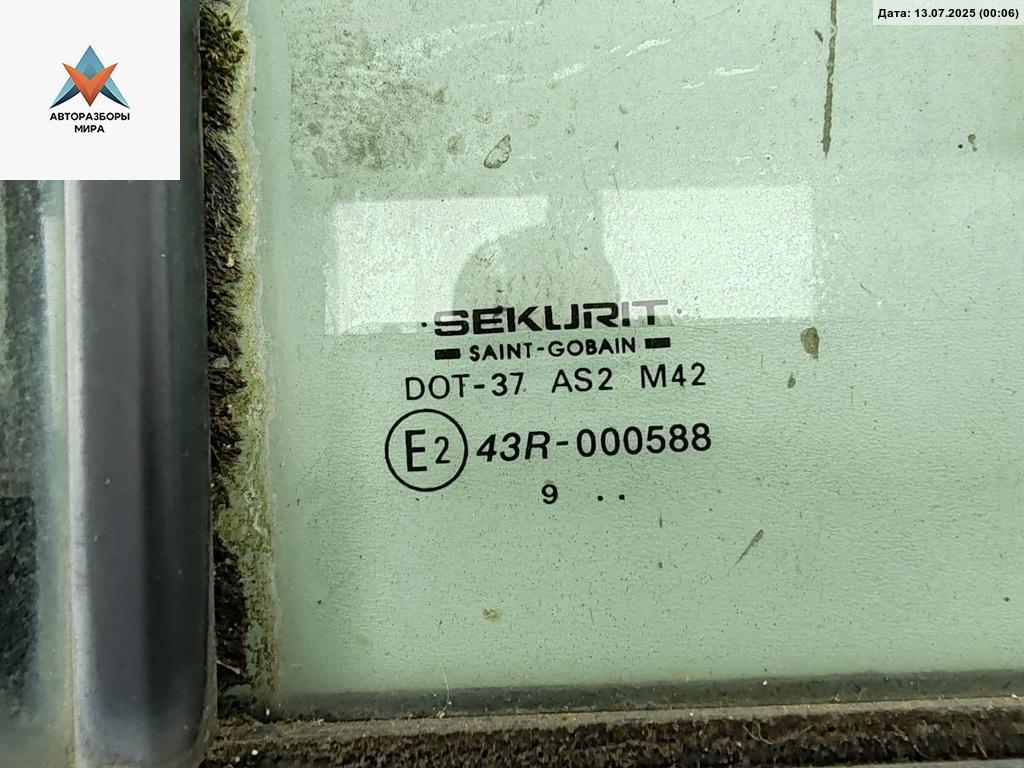 Дата: 13.07.2025 (00:06)
АВТОРАЗБОРЫ
МИРА
SEKURIT
SAINT-GOBAIN
DOT-37 AS2 M42
E2 43R-000588
9 . .